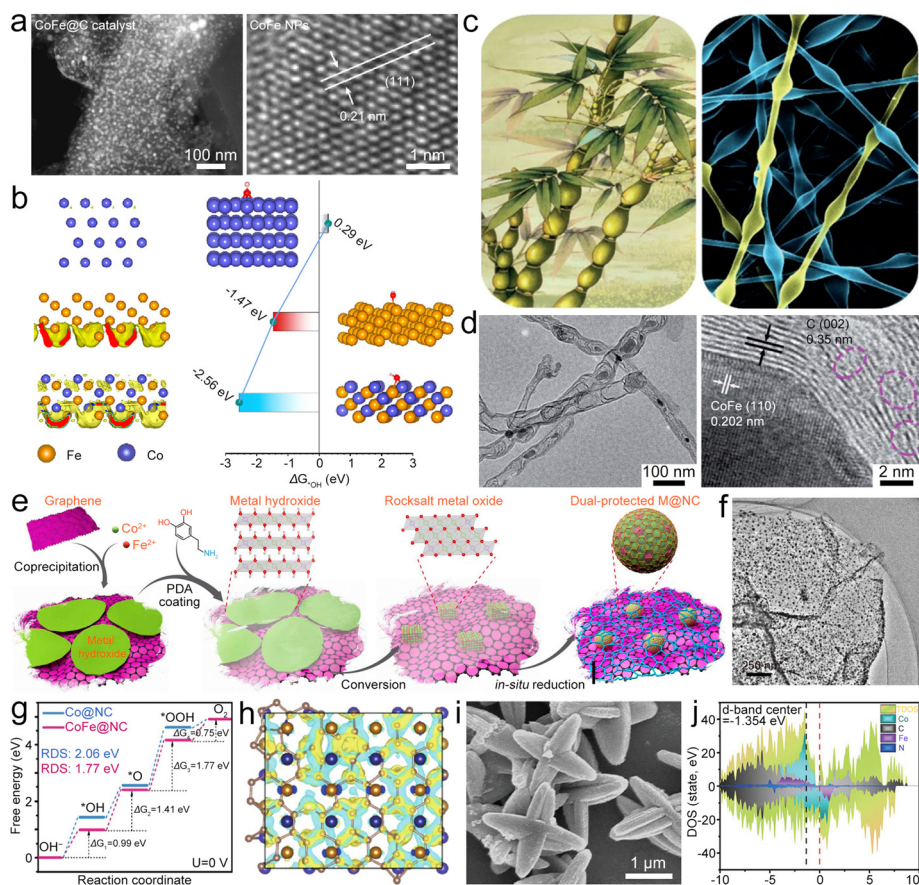 a
CoFe@C catalyst
100 nm
CoFe NPs
(111)
0.21 nm
1 nm
b
0.29 eV
-1.47 eV
-2.56 eV
Fe
Co
-3 -2 -1 0 1 2 3
ΔG*OH (eV)
c
d
100 nm
C (002)
0.35 nm
CoFe (110)
0.202 nm
2 nm
e
Graphene
Co2+
Fe2+
Coprecipitation
HO
OH
NH2
PDA
coating
Metal
hydroxide
Metal hydroxide
Rocksalt metal oxide
Dual-protected M@NC
Conversion
in-situ reduction
f
250 nm
g
Co@NC
CoFe@NC
RDS: 2.06 eV
RDS: 1.77 eV
OH−
*OH
*O
*OOH
O2
ΔG1=0.99 eV
ΔG2=1.41 eV
ΔG3=1.77 eV
ΔG4=0.75 eV
U=0 V
Free energy (eV)
0
2
4
Reaction coordinate
h
i
1 µm
j
d-band center
=-1.354 eV
TDOS
Co
C
Fe
N
DOS (state, eV)
40
20
0
-20
-40
-10 -5 0 5 10